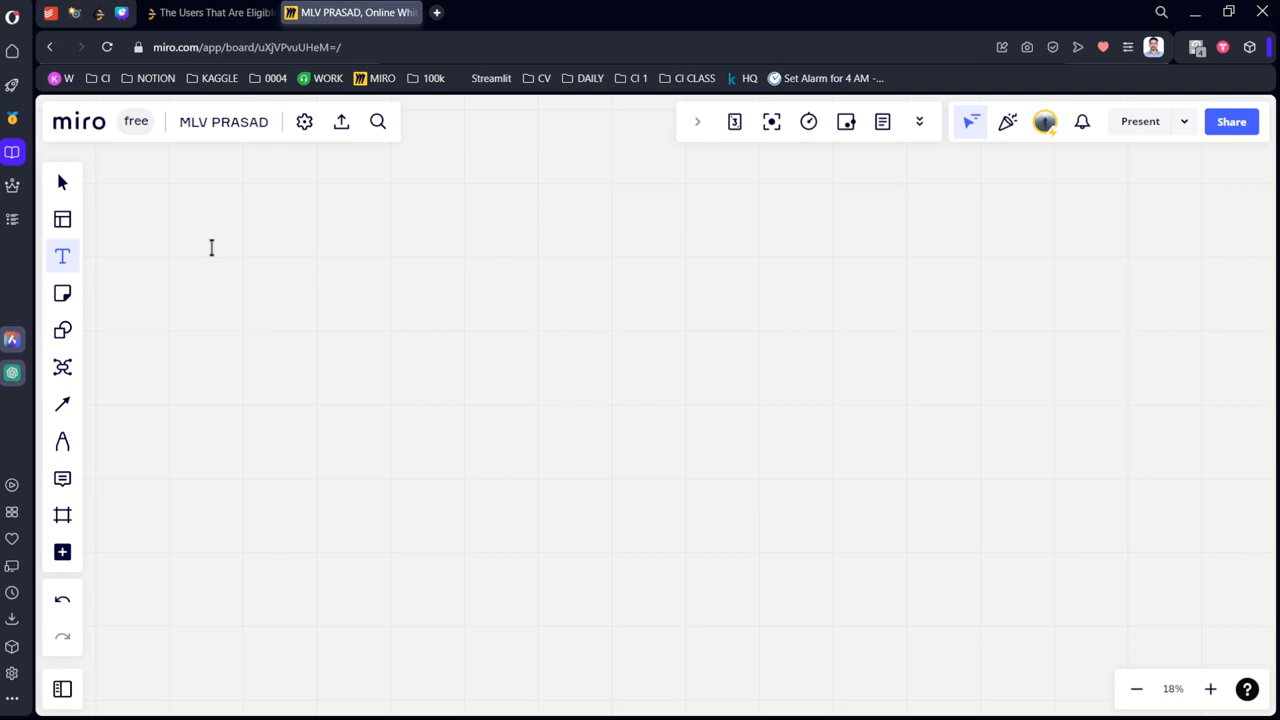 The Users That Are Eligibl
MLV PRASAD, Online Whi
miro.com/app/board/uXjVPvuUHeM=/
4
W
CI
NOTION
KAGGLE
0004
WORK
MIRO
100k
Streamlit
CV
DAILY
CI 1
CI CLASS
HQ
Set Alarm for 4 AM -...
miro
free
MLV PRASAD
3
Present
Share
18%